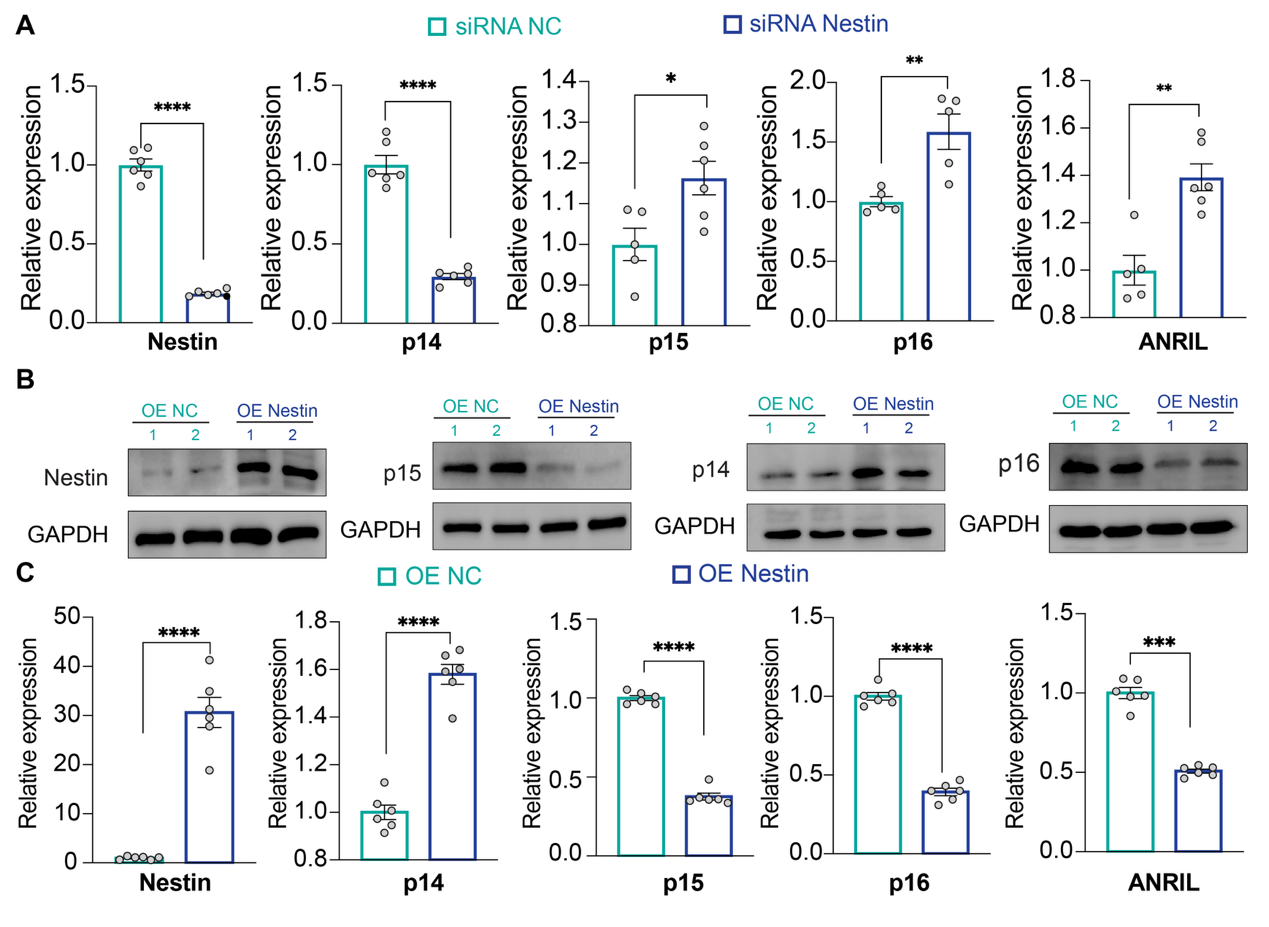 A
siRNA NC siRNA Nestin
Relative expression
1.5
1.0
0.5
0.0
****
Nestin
Relative expression
1.5
1.0
0.5
0.0
****
p14
Relative expression
1.4
1.3
1.2
1.1
1.0
0.9
0.8
*
p15
Relative expression
2.0
1.5
1.0
0.5
0.0
**
p16
Relative expression
1.8
1.6
1.4
1.2
1.0
0.8
**
ANRIL
B
OE NC OE Nestin
1 2 1 2
Nestin
GAPDH
OE NC OE Nestin
1 2 1 2
p15
GAPDH
OE NC OE Nestin
1 2 1 2
p14
GAPDH
OE NC OE Nestin
1 2 1 2
p16
GAPDH
C
OE NC OE Nestin
Relative expression
50
40
30
20
10
0
****
Nestin
Relative expression
1.8
1.6
1.4
1.2
1.0
0.8
****
p14
Relative expression
1.5
1.0
0.5
0.0
****
p15
Relative expression
1.5
1.0
0.5
0.0
****
p16
Relative expression
1.5
1.0
0.5
0.0
***
ANRIL